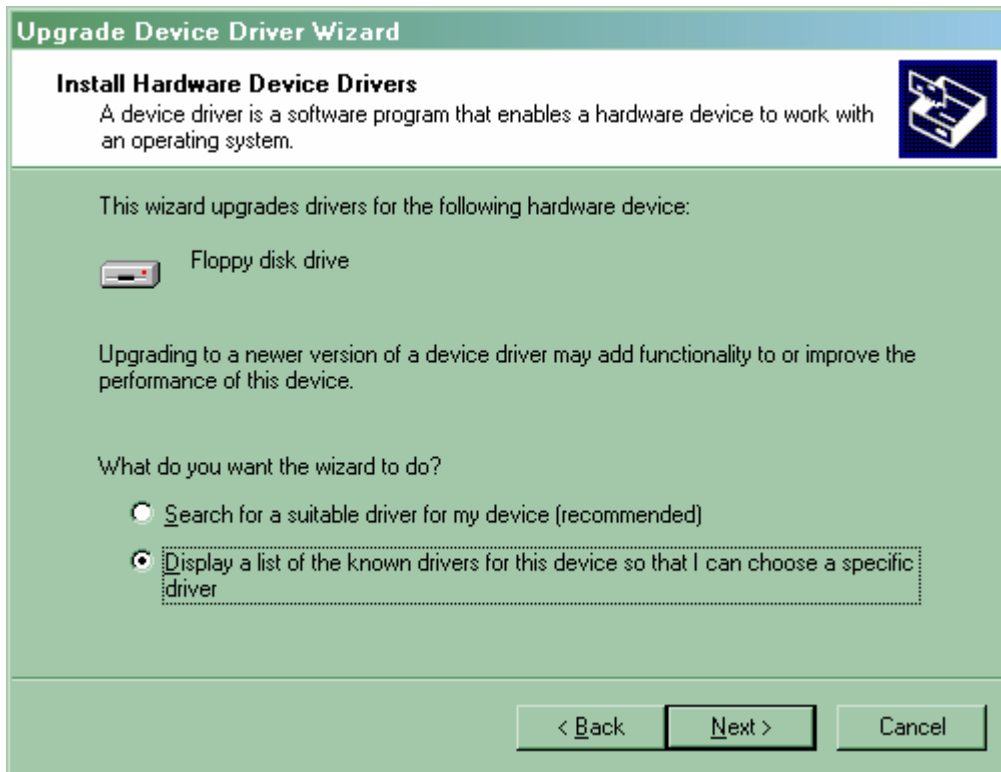 Upgrade Device Driver Wizard
Install Hardware Device Drivers
A device driver is a software program that enables a hardware device to work with
an operating system.
This wizard upgrades drivers for the following hardware device:
Floppy disk drive
Upgrading to a newer version of a device driver may add functionality to or improve the
performance of this device.
What do you want the wizard to do?
Search for a suitable driver for my device (recommended)
Display a list of the known drivers for this device so that I can choose a specific
driver
< Back Next > Cancel